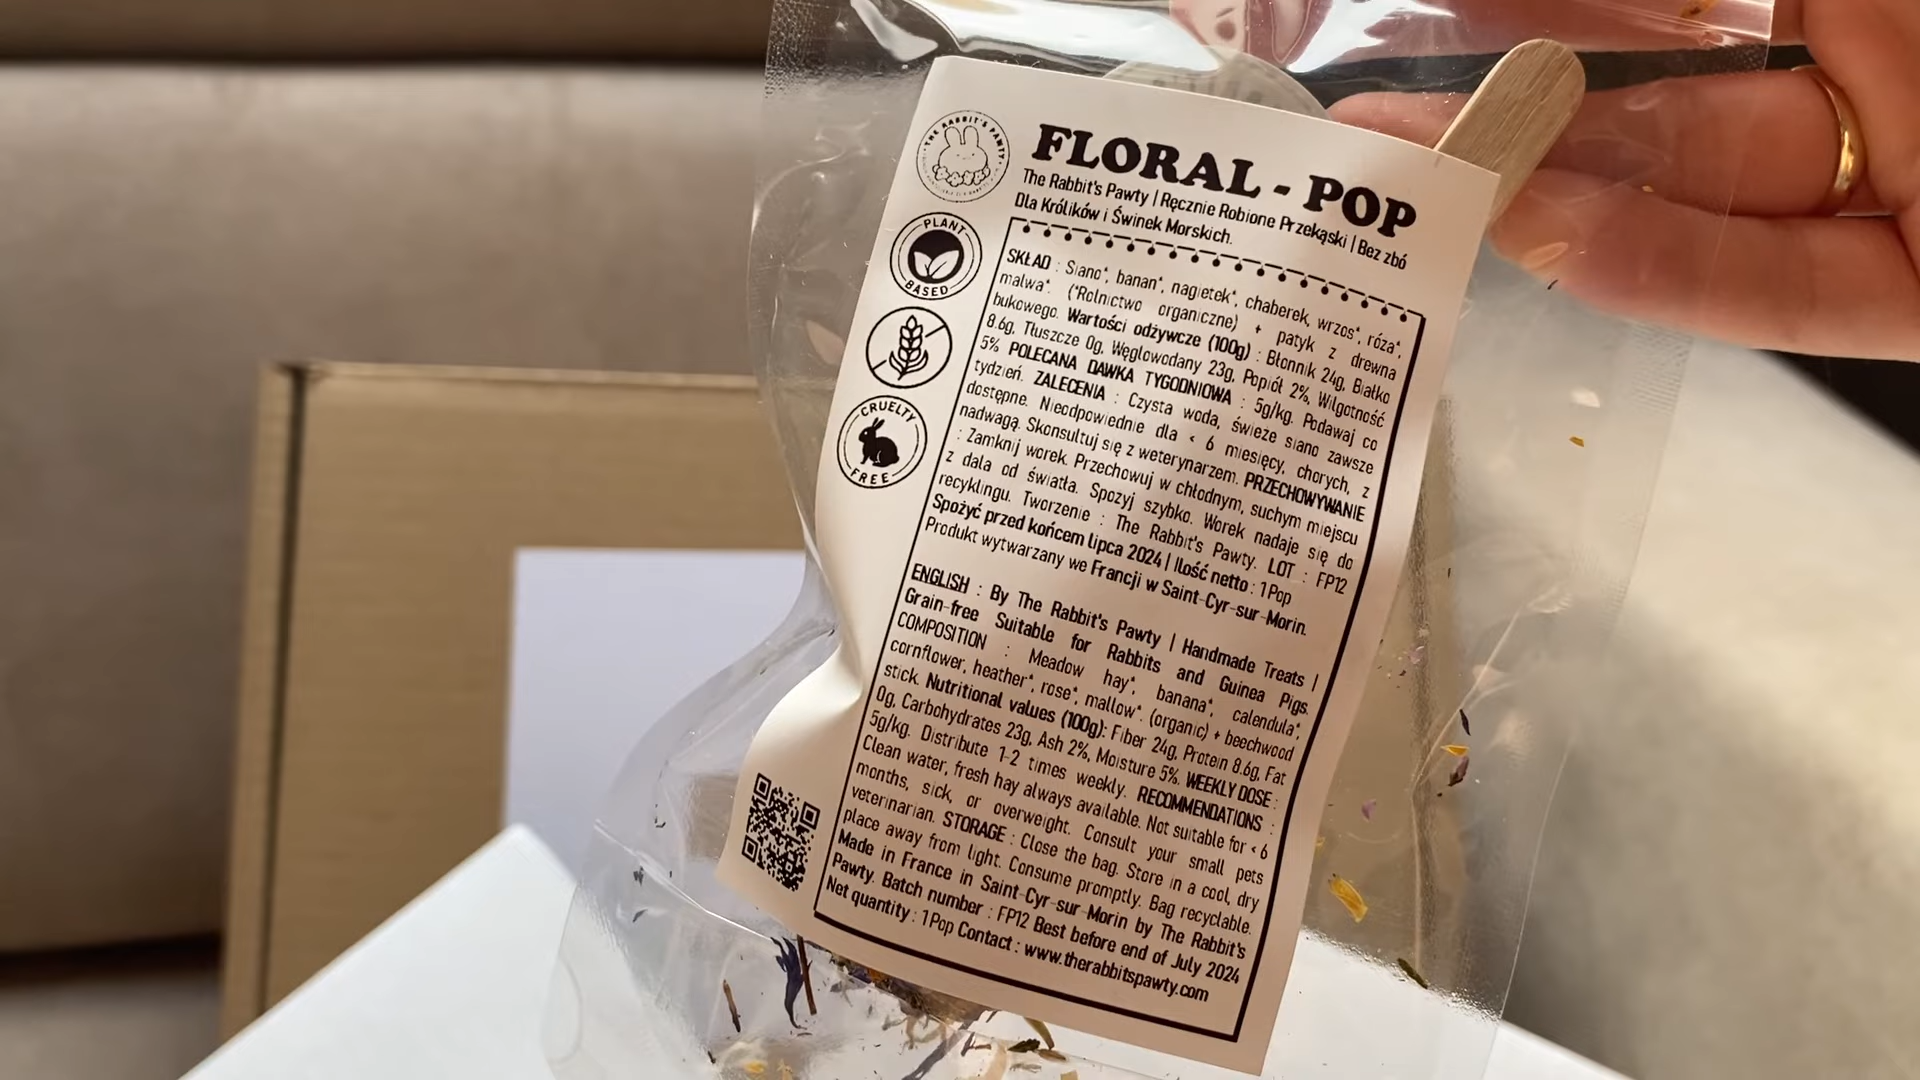 THE RABBIT'S PAWTY
FLORAL - POP
The Rabbit's Pawty | Ręcznie Robione Przekąski | Bez zbó
Dla Królików i Świnek Morskich.
PLANT
BASED
CRUELTY
FREE
SKŁAD : Siano*, banan*, nagietek*, chaberek, wrzos*, róża*,
malwa*. (*Rolnictwo organiczne) + patyk z drewna
bukowego. Wartości odżywcze (100g) : Błonnik 24g, Białko
8.6g, Tłuszcze 0g, Węglowodany 23g, Popiół 2%, Wilgotność
5% POLECANA DAWKA TYGODNIOWA : 5g/kg. Podawaj co
tydzień. ZALECENIA : Czysta woda, świeże siano zawsze
dostępne. Nieodpowiednie dla < 6 miesięcy, chorych, z
nadwagą. Skonsultuj się z weterynarzem. PRZECHOWYWANIE
: Zamknij worek. Przechowuj w chłodnym, suchym miejscu
z dala od światła. Spozyj szybko. Worek nadaje się do
recyklingu. Tworzenie : The Rabbit's Pawty. LOT : FP12
Spożyć przed końcem lipca 2024 | Ilość netto : 1 Pop
Produkt wytwarzany we Francji w Saint-Cyr-sur-Morin.
ENGLISH : By The Rabbit's Pawty | Handmade Treats |
Grain-free Suitable for Rabbits and Guinea Pigs.
COMPOSITION : Meadow hay*, banana*, calendula*,
cornflower, heather*, rose*, mallow*. (organic) + beechwood
stick. Nutritional values (100g): Fiber 24g, Protein 8.6g, Fat
0g, Carbohydrates 23g, Ash 2%, Moisture 5%. WEEKLY DOSE :
5g/kg. Distribute 1-2 times weekly. RECOMMENDATIONS :
Clean water, fresh hay always available. Not suitable for < 6
months, sick, or overweight. Consult your small pets
veterinarian. STORAGE : Close the bag. Store in a cool, dry
place away from light. Consume promptly. Bag recyclable.
Made in France in Saint-Cyr-sur-Morin by The Rabbit's
Pawty. Batch number : FP12 Best before end of July 2024
Net quantity : 1 Pop Contact : www.therabbitspawty.com